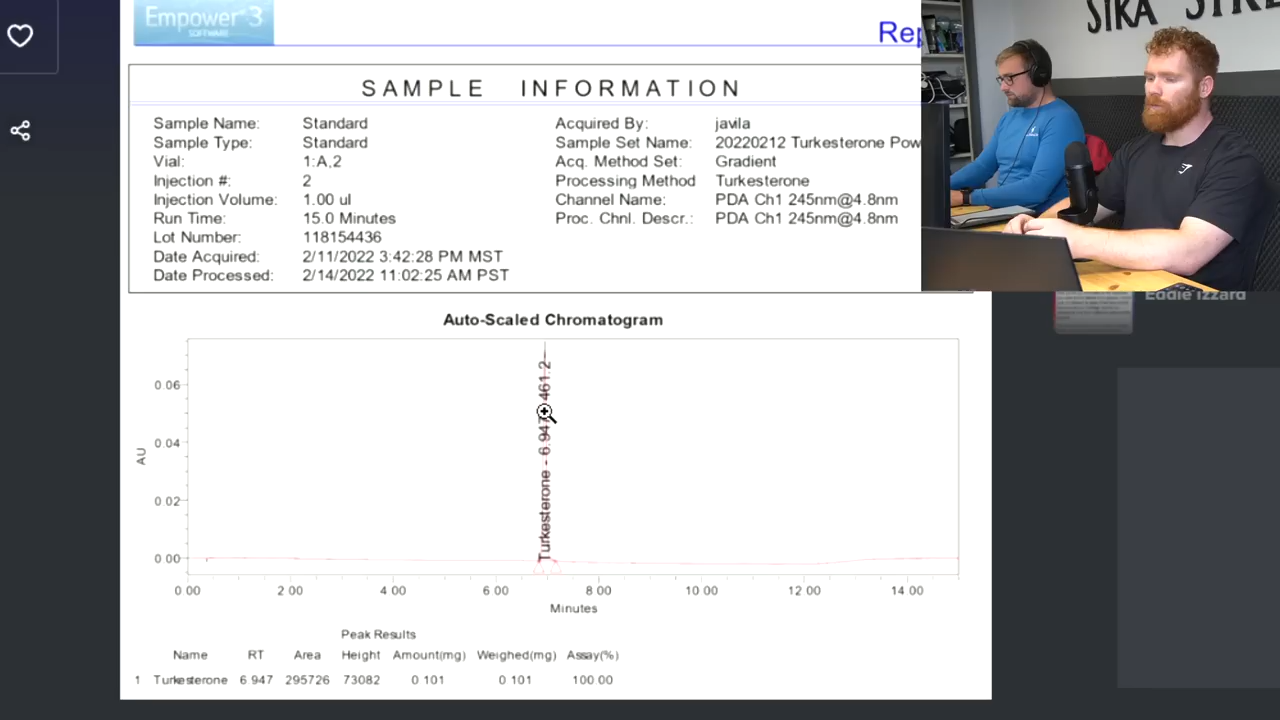 Empower 3
SOFTWARE
Rep
SIKA STRE
SAMPLE INFORMATION
Sample Name: Standard
Sample Type: Standard
Vial: 1:A,2
Injection #: 2
Injection Volume: 1.00 ul
Run Time: 15.0 Minutes
Lot Number: 118154436
Date Acquired: 2/11/2022 3:42:28 PM MST
Date Processed: 2/14/2022 11:02:25 AM PST
Acquired By: javila
Sample Set Name: 20220212 Turkesterone Pow
Acq. Method Set: Gradient
Processing Method Turkesterone
Channel Name: PDA Ch1 245nm@4.8nm
Proc. Chnl. Descr.: PDA Ch1 245nm@4.8nm
Eddie Izzard
Auto-Scaled Chromatogram
AU
0 06
0 04
0 02
0 00
Turkesterone - 6.947 461.2
0 00 2 00 4 00 6 00 8 00 10 00 12 00 14 00
Minutes
Peak Results
Name RT Area Height Amount(mg) Weighed(mg) Assay(%)
1 Turkesterone 6 947 295726 73082 0 101 0 101 100 00